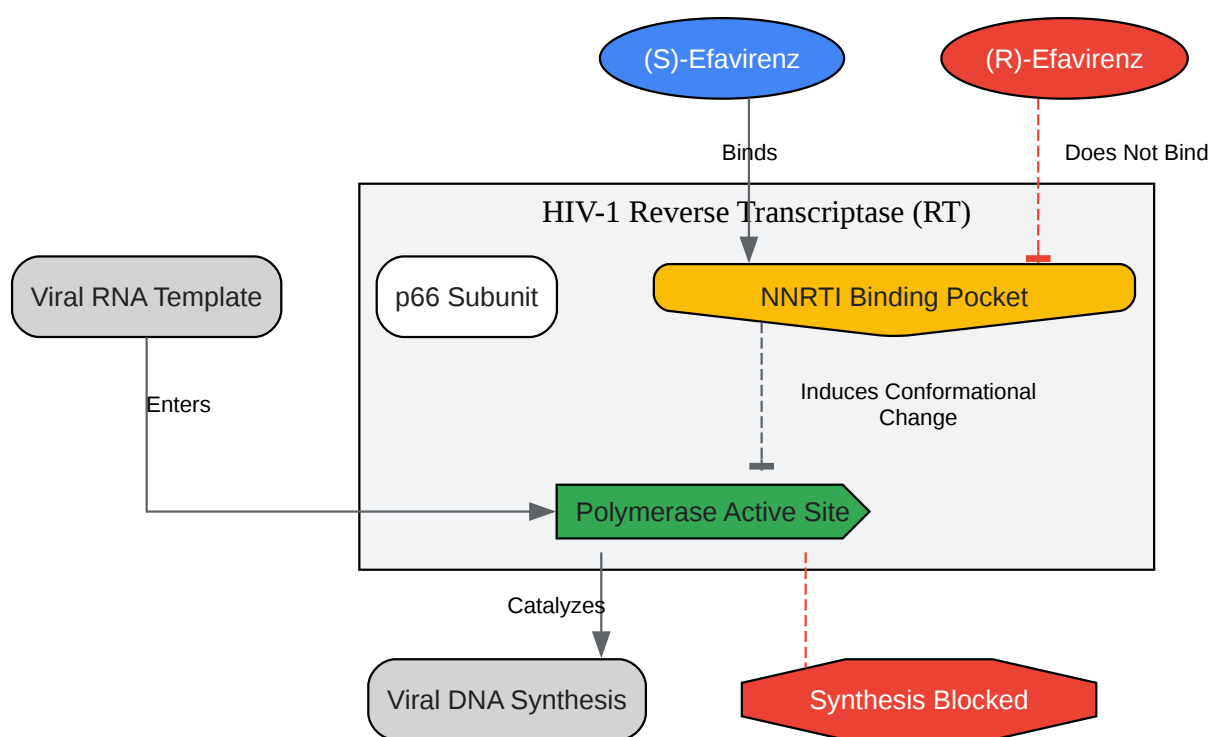 (S)-Efavirenz
(R)-Efavirenz
Binds
Does Not Bind
HIV-1 Reverse Transcriptase (RT)
Viral RNA Template
p66 Subunit
NNRTI Binding Pocket
Enters
Induces Conformational
Change
Polymerase Active Site
Catalyzes
Viral DNA Synthesis
Synthesis Blocked